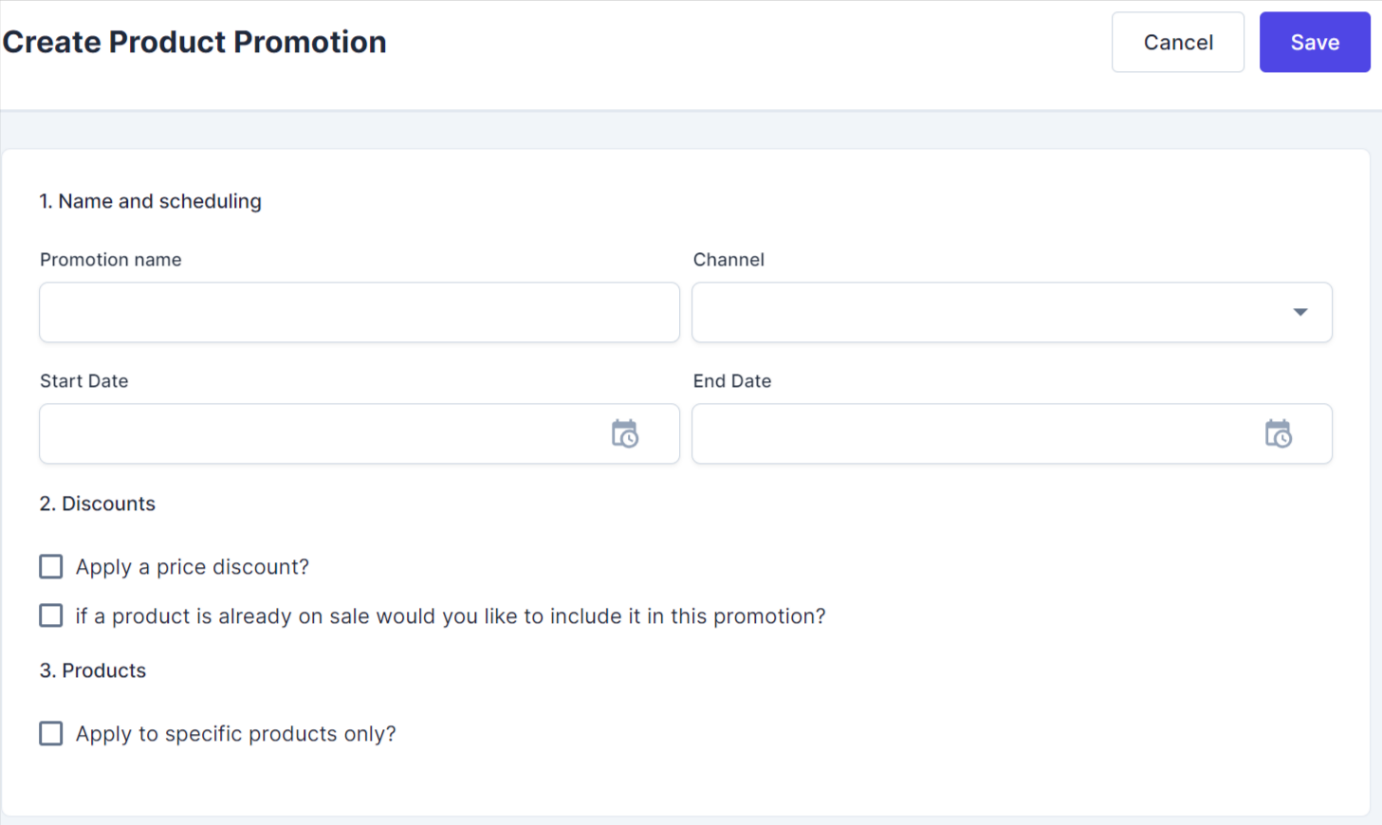 Create Product Promotion
Cancel
Save
1. Name and scheduling
Promotion name
Channel
Start Date
End Date
2. Discounts
Apply a price discount?
if a product is already on sale would you like to include it in this promotion?
3. Products
Apply to specific products only?